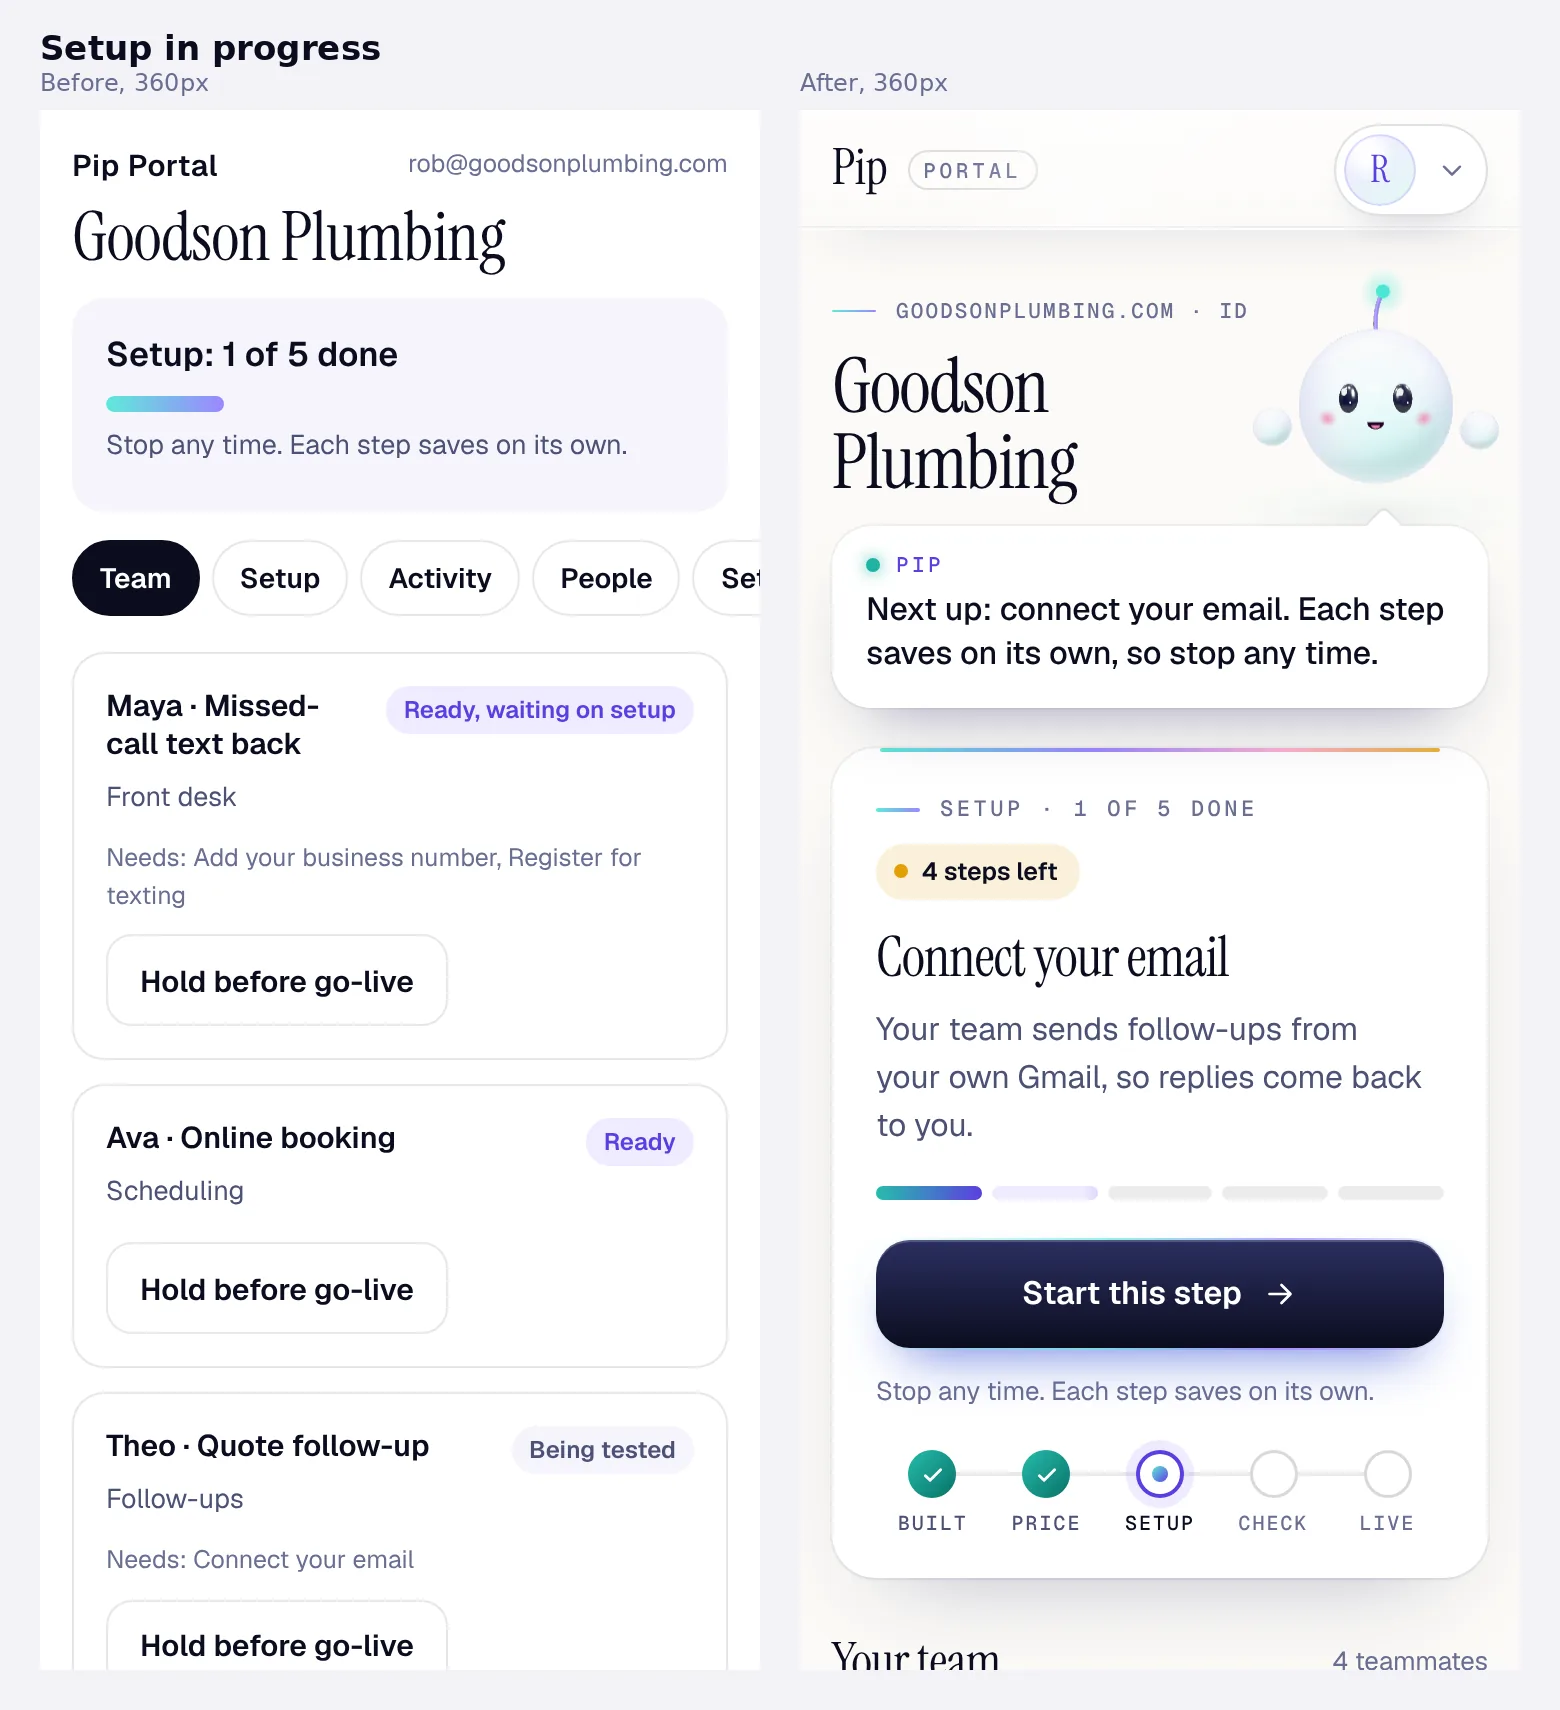 Setup in progress
Before, 360px
Pip Portal
rob@goodsonplumbing.com
Goodson Plumbing
Setup: 1 of 5 done
Stop any time. Each step saves on its own.
Team
Setup
Activity
People
Set
Maya · Missed-
call text back
Ready, waiting on setup
Front desk
Needs: Add your business number, Register for
texting
Hold before go-live
Ava · Online booking
Ready
Scheduling
Hold before go-live
Theo · Quote follow-up
Being tested
Follow-ups
Needs: Connect your email
Hold before go-live
After, 360px
Pip
PORTAL
R
GOODSONPLUMBING.COM · ID
Goodson
Plumbing
PIP
Next up: connect your email. Each step
saves on its own, so stop any time.
SETUP · 1 OF 5 DONE
4 steps left
Connect your email
Your team sends follow-ups from
your own Gmail, so replies come back
to you.
Start this step →
Stop any time. Each step saves on its own.
BUILT
PRICE
SETUP
CHECK
LIVE
Your team
4 teammates